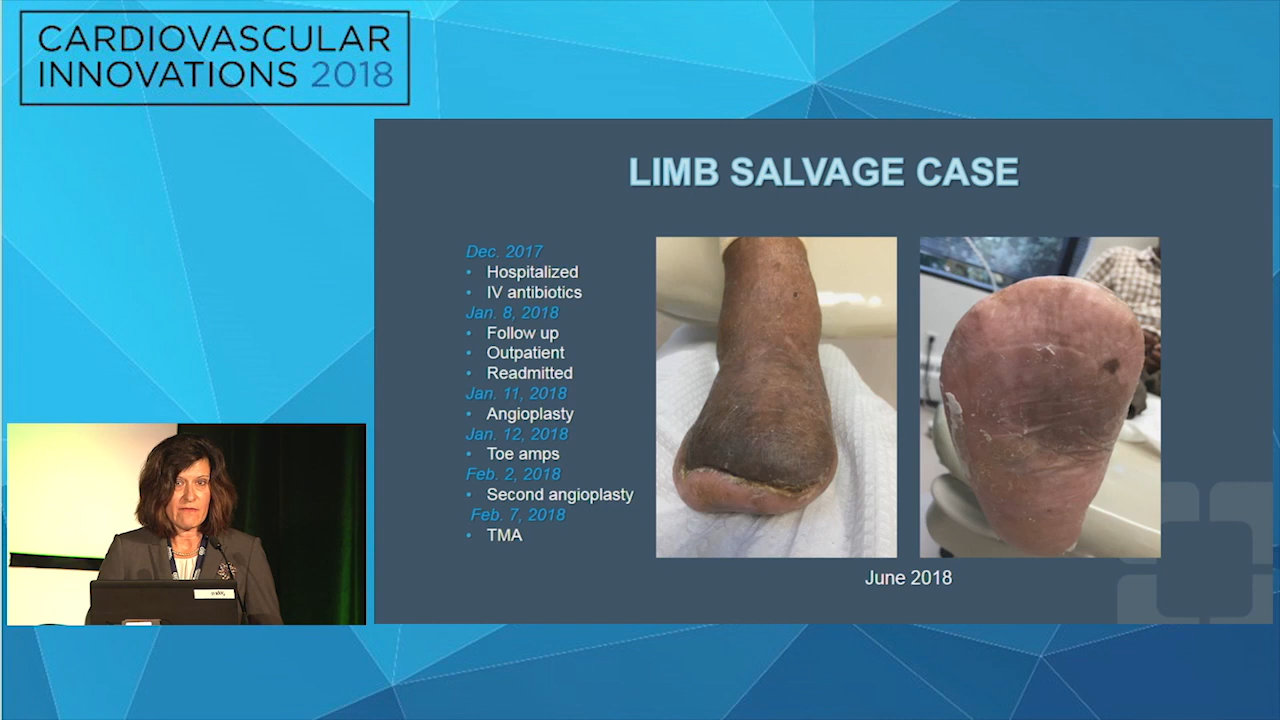 CARDIOVASCULAR
INNOVATIONS 2018
LIMB SALVAGE CASE
Dec. 2017
• Hospitalized
• IV antibiotics
Jan. 8, 2018
• Follow up
• Outpatient
• Readmitted
Jan. 11, 2018
• Angioplasty
Jan. 12, 2018
• Toe amps
Feb. 2, 2018
• Second angioplasty
Feb. 7, 2018
• TMA
June 2018